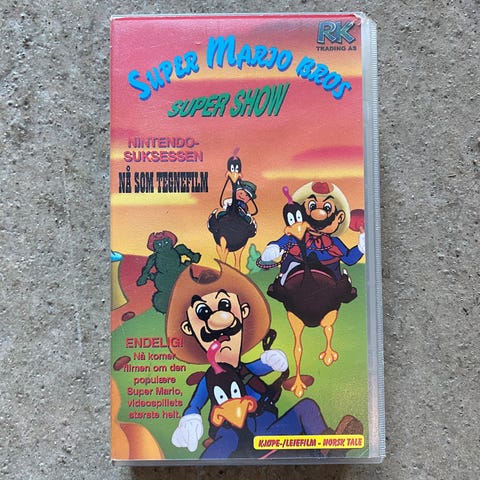 RK
TRADING AS
SUPER MARIO BROS
SUPER SHOW
NINTENDO-
SUKSESSEN
NÅ SOM TEGNEFILM
ENDELIG!
Nå kommer
filmen om den
populære
Super Mario,
videospillets
største helt.
KJØPE-/LEIEFILM - NORSK TALE